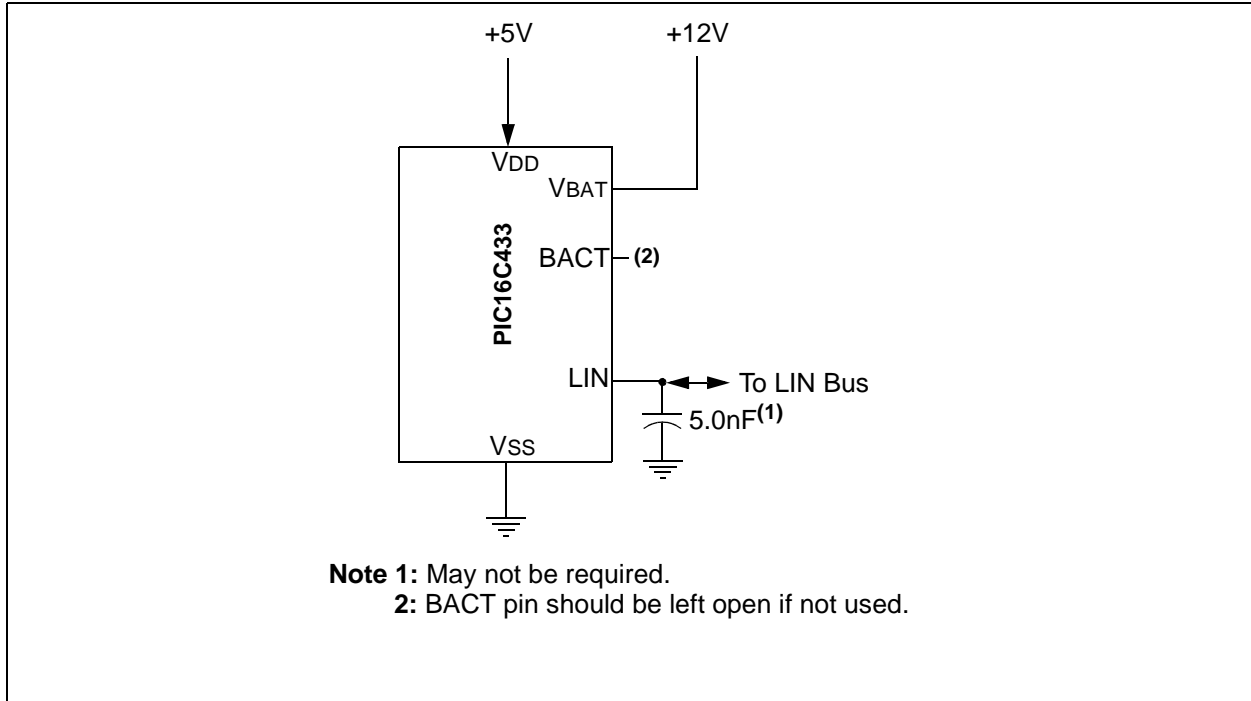 +5V
+12V
VDD
VBAT
PIC16C433
BACT
(2)
LIN
To LIN Bus
5.0nF(1)
VSS
Note 1: May not be required.
2: BACT pin should be left open if not used.